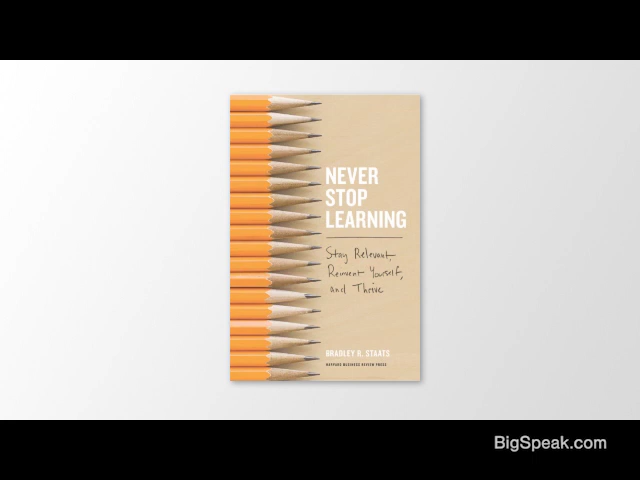 NEVER
STOP
LEARNING
Stay Relevant,
Reinvent Yourself,
and Thrive
BRADLEY R. STAATS
HARVARD BUSINESS REVIEW PRESS
BigSpeak.com